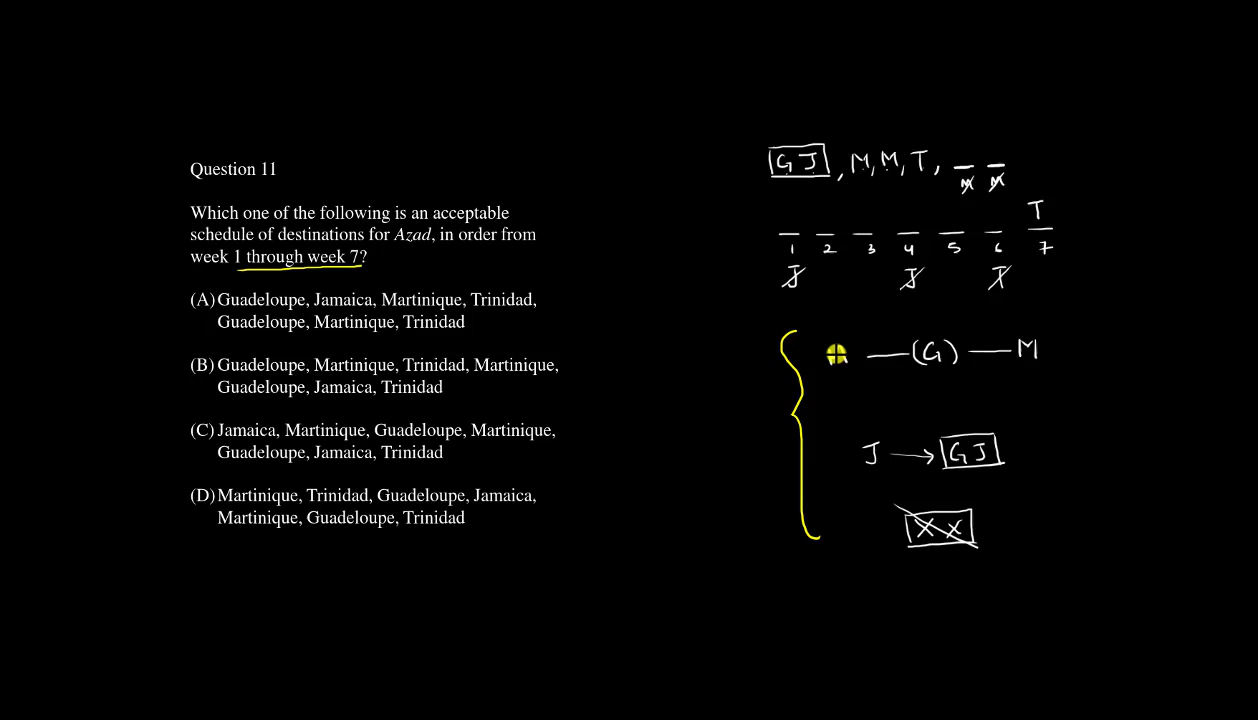 Question 11
Which one of the following is an acceptable
schedule of destinations for Azad, in order from
week 1 through week 7?
(A) Guadeloupe, Jamaica, Martinique, Trinidad,
Guadeloupe, Martinique, Trinidad
(B) Guadeloupe, Martinique, Trinidad, Martinique,
Guadeloupe, Jamaica, Trinidad
(C) Jamaica, Martinique, Guadeloupe, Martinique,
Guadeloupe, Jamaica, Trinidad
(D) Martinique, Trinidad, Guadeloupe, Jamaica,
Martinique, Guadeloupe, Trinidad
GJ, M, M, T, _ _
M M
T
1 2 3 4 5 6 7
J J T
(G) M
J → GJ
X X